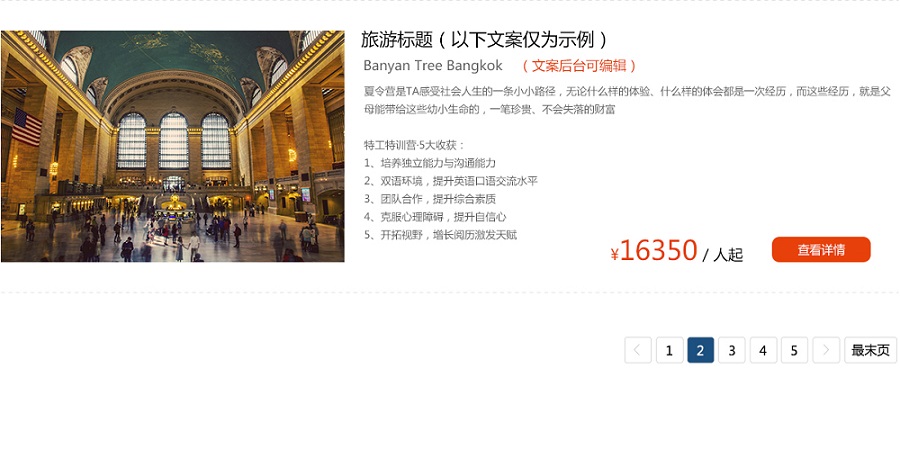 旅游标题（以下文案仅为示例）
Banyan Tree Bangkok （文案后台可编辑）
夏令营是TA感受社会人生的一条小小路径，无论什么样的体验、什么样的体会都是一次经历，而这些经历，就是父
母能带给这些幼小生命的，一笔珍贵、不会失落的财富
特工特训营·5大收获：
1、培养独立能力与沟通能力
2、双语环境，提升英语口语交流水平
3、团队合作，提升综合素质
4、克服心理障碍，提升自信心
5、开拓视野，增长阅历激发天赋
¥16350 / 人起 查看详情
1 2 3 4 5 最末页